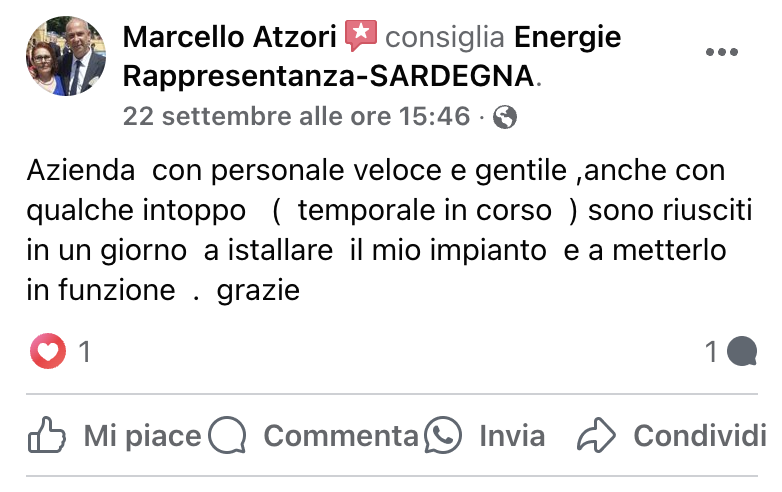 Marcello Atzori consiglia Energie
Rappresentanza-SARDEGNA.
22 settembre alle ore 15:46 ·
Azienda con personale veloce e gentile ,anche con
qualche intoppo ( temporale in corso ) sono riusciti
in un giorno a istallare il mio impianto e a metterlo
in funzione . grazie
1 1
Mi piace Commenta Invia Condividi